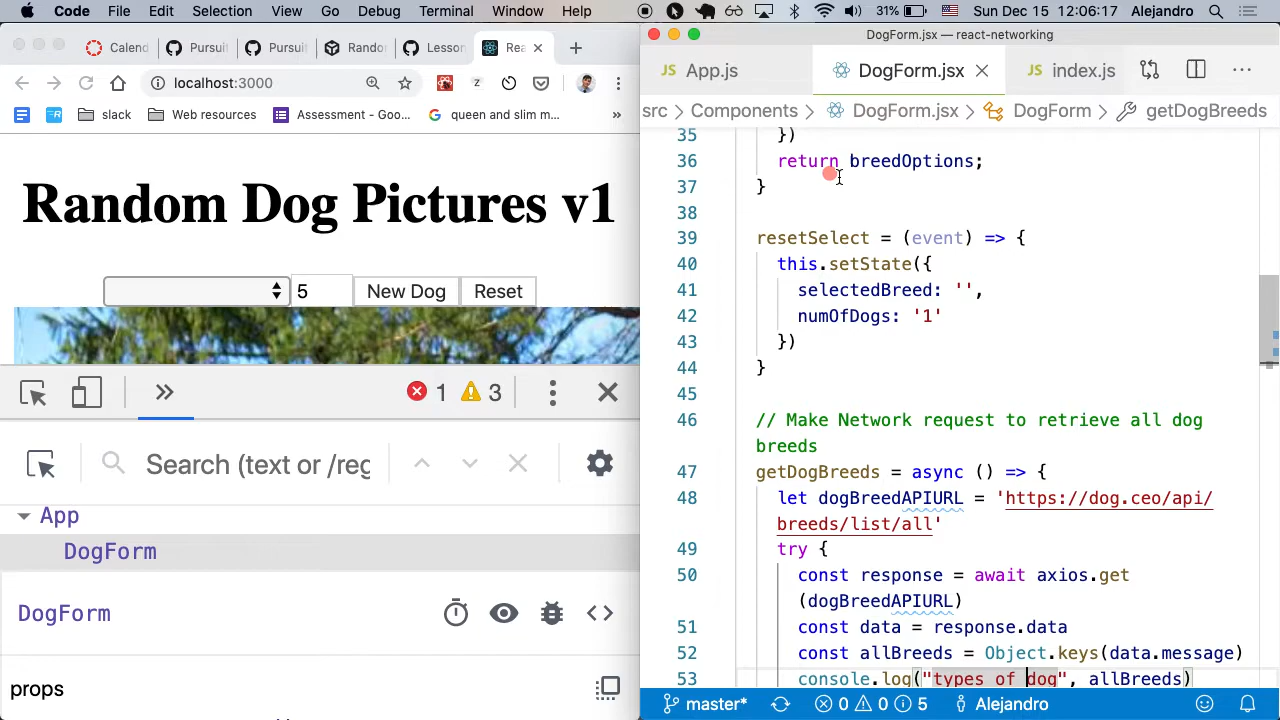 Code File Edit Selection View Go Debug Terminal Window Help 31% Sun Dec 15 12:06:17 Alejandro
Calend Pursuit Pursuit Rando Lesson Rea
localhost:3000
slack Web resources Assessment - Goo... queen and slim m... »
Random Dog Pictures v1
5 New Dog Reset
1 3
Search (text or /reg
App
DogForm
DogForm
props
DogForm.jsx — react-networking
JS App.js DogForm.jsx JS index.js
src Components DogForm.jsx DogForm getDogBreeds
35 })
36 return breedOptions;
37 }
38
39 resetSelect = (event) => {
40 this.setState({
41 selectedBreed: '',
42 numOfDogs: '1'
43 })
44 }
45
46 // Make Network request to retrieve all dog
breeds
47 getDogBreeds = async () => {
48 let dogBreedAPIURL = 'https://dog.ceo/api/
breeds/list/all'
49 try {
50 const response = await axios.get
(dogBreedAPIURL)
51 const data = response.data
52 const allBreeds = Object.keys(data.message)
53 console.log("types of dog", allBreeds)
master* 0 0 5 Alejandro